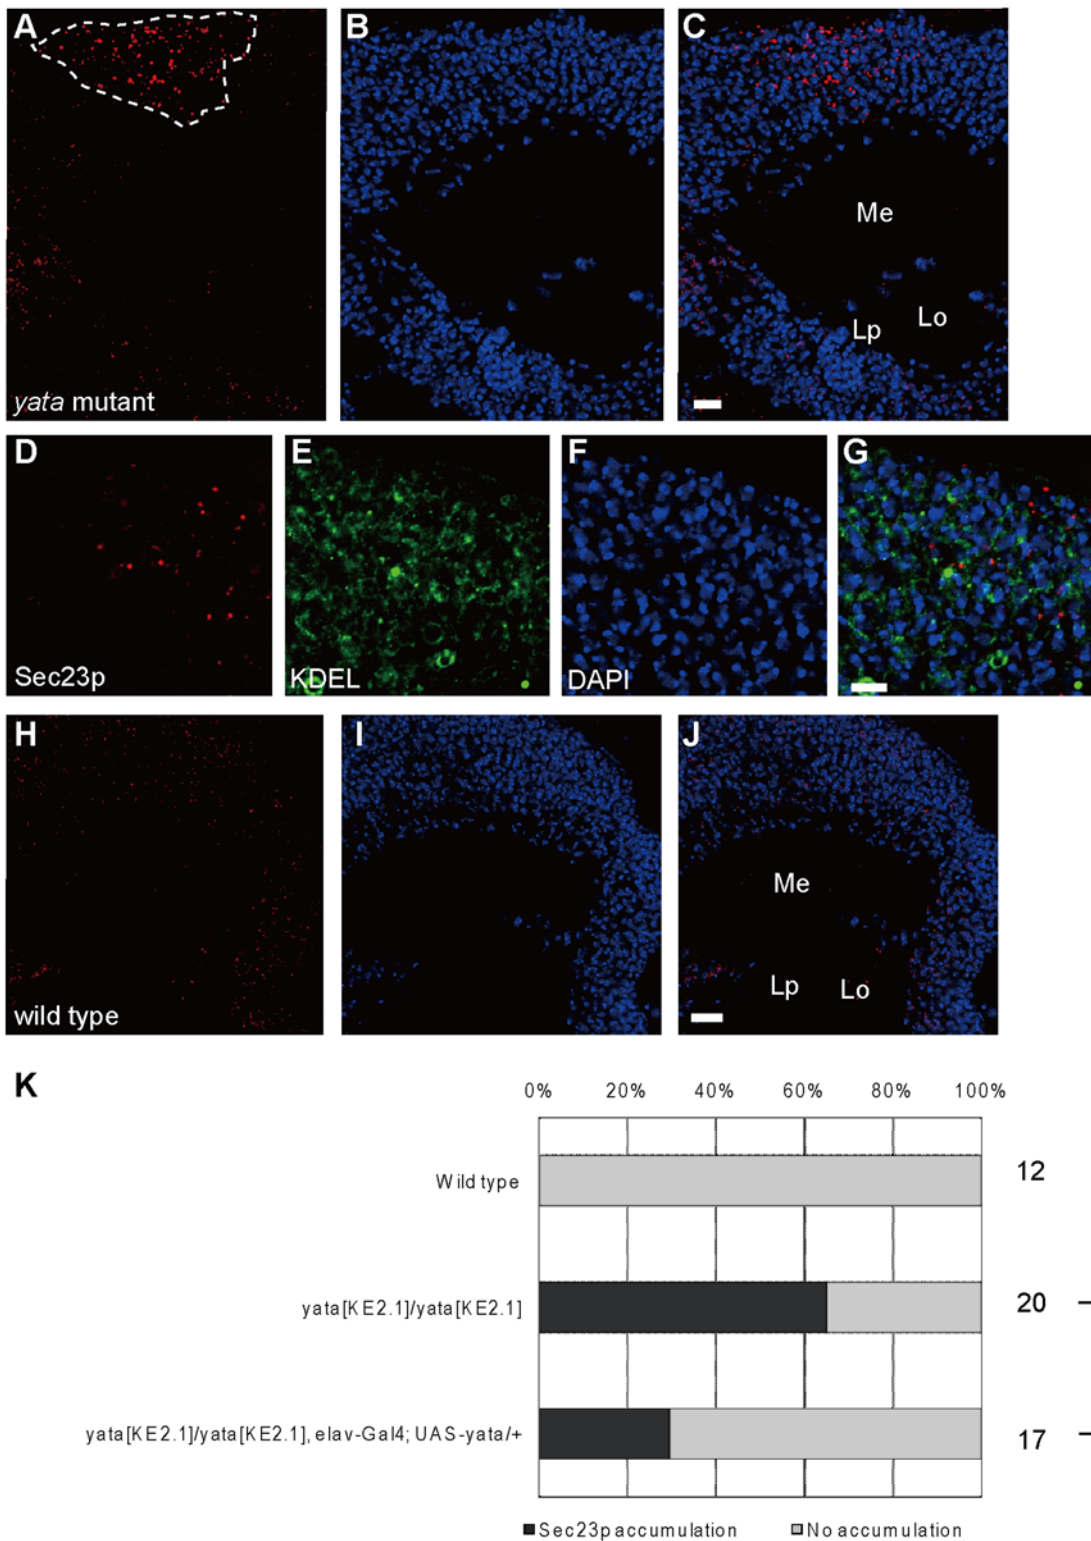 A
B
C
Me
Lo
Lp
yata mutant
D
E
F
G
Sec23p
KDEL
DAPI
H
I
J
Me
Lp
Lo
wild type
K
0% 20% 40% 60% 80% 100%
Wild type
12
yata[KE2.1]/yata[KE2.1]
20
yata[KE2.1]/yata[KE2.1], elav-Gal4; UAS-yata/+
17
Sec23p accumulation No accumulation